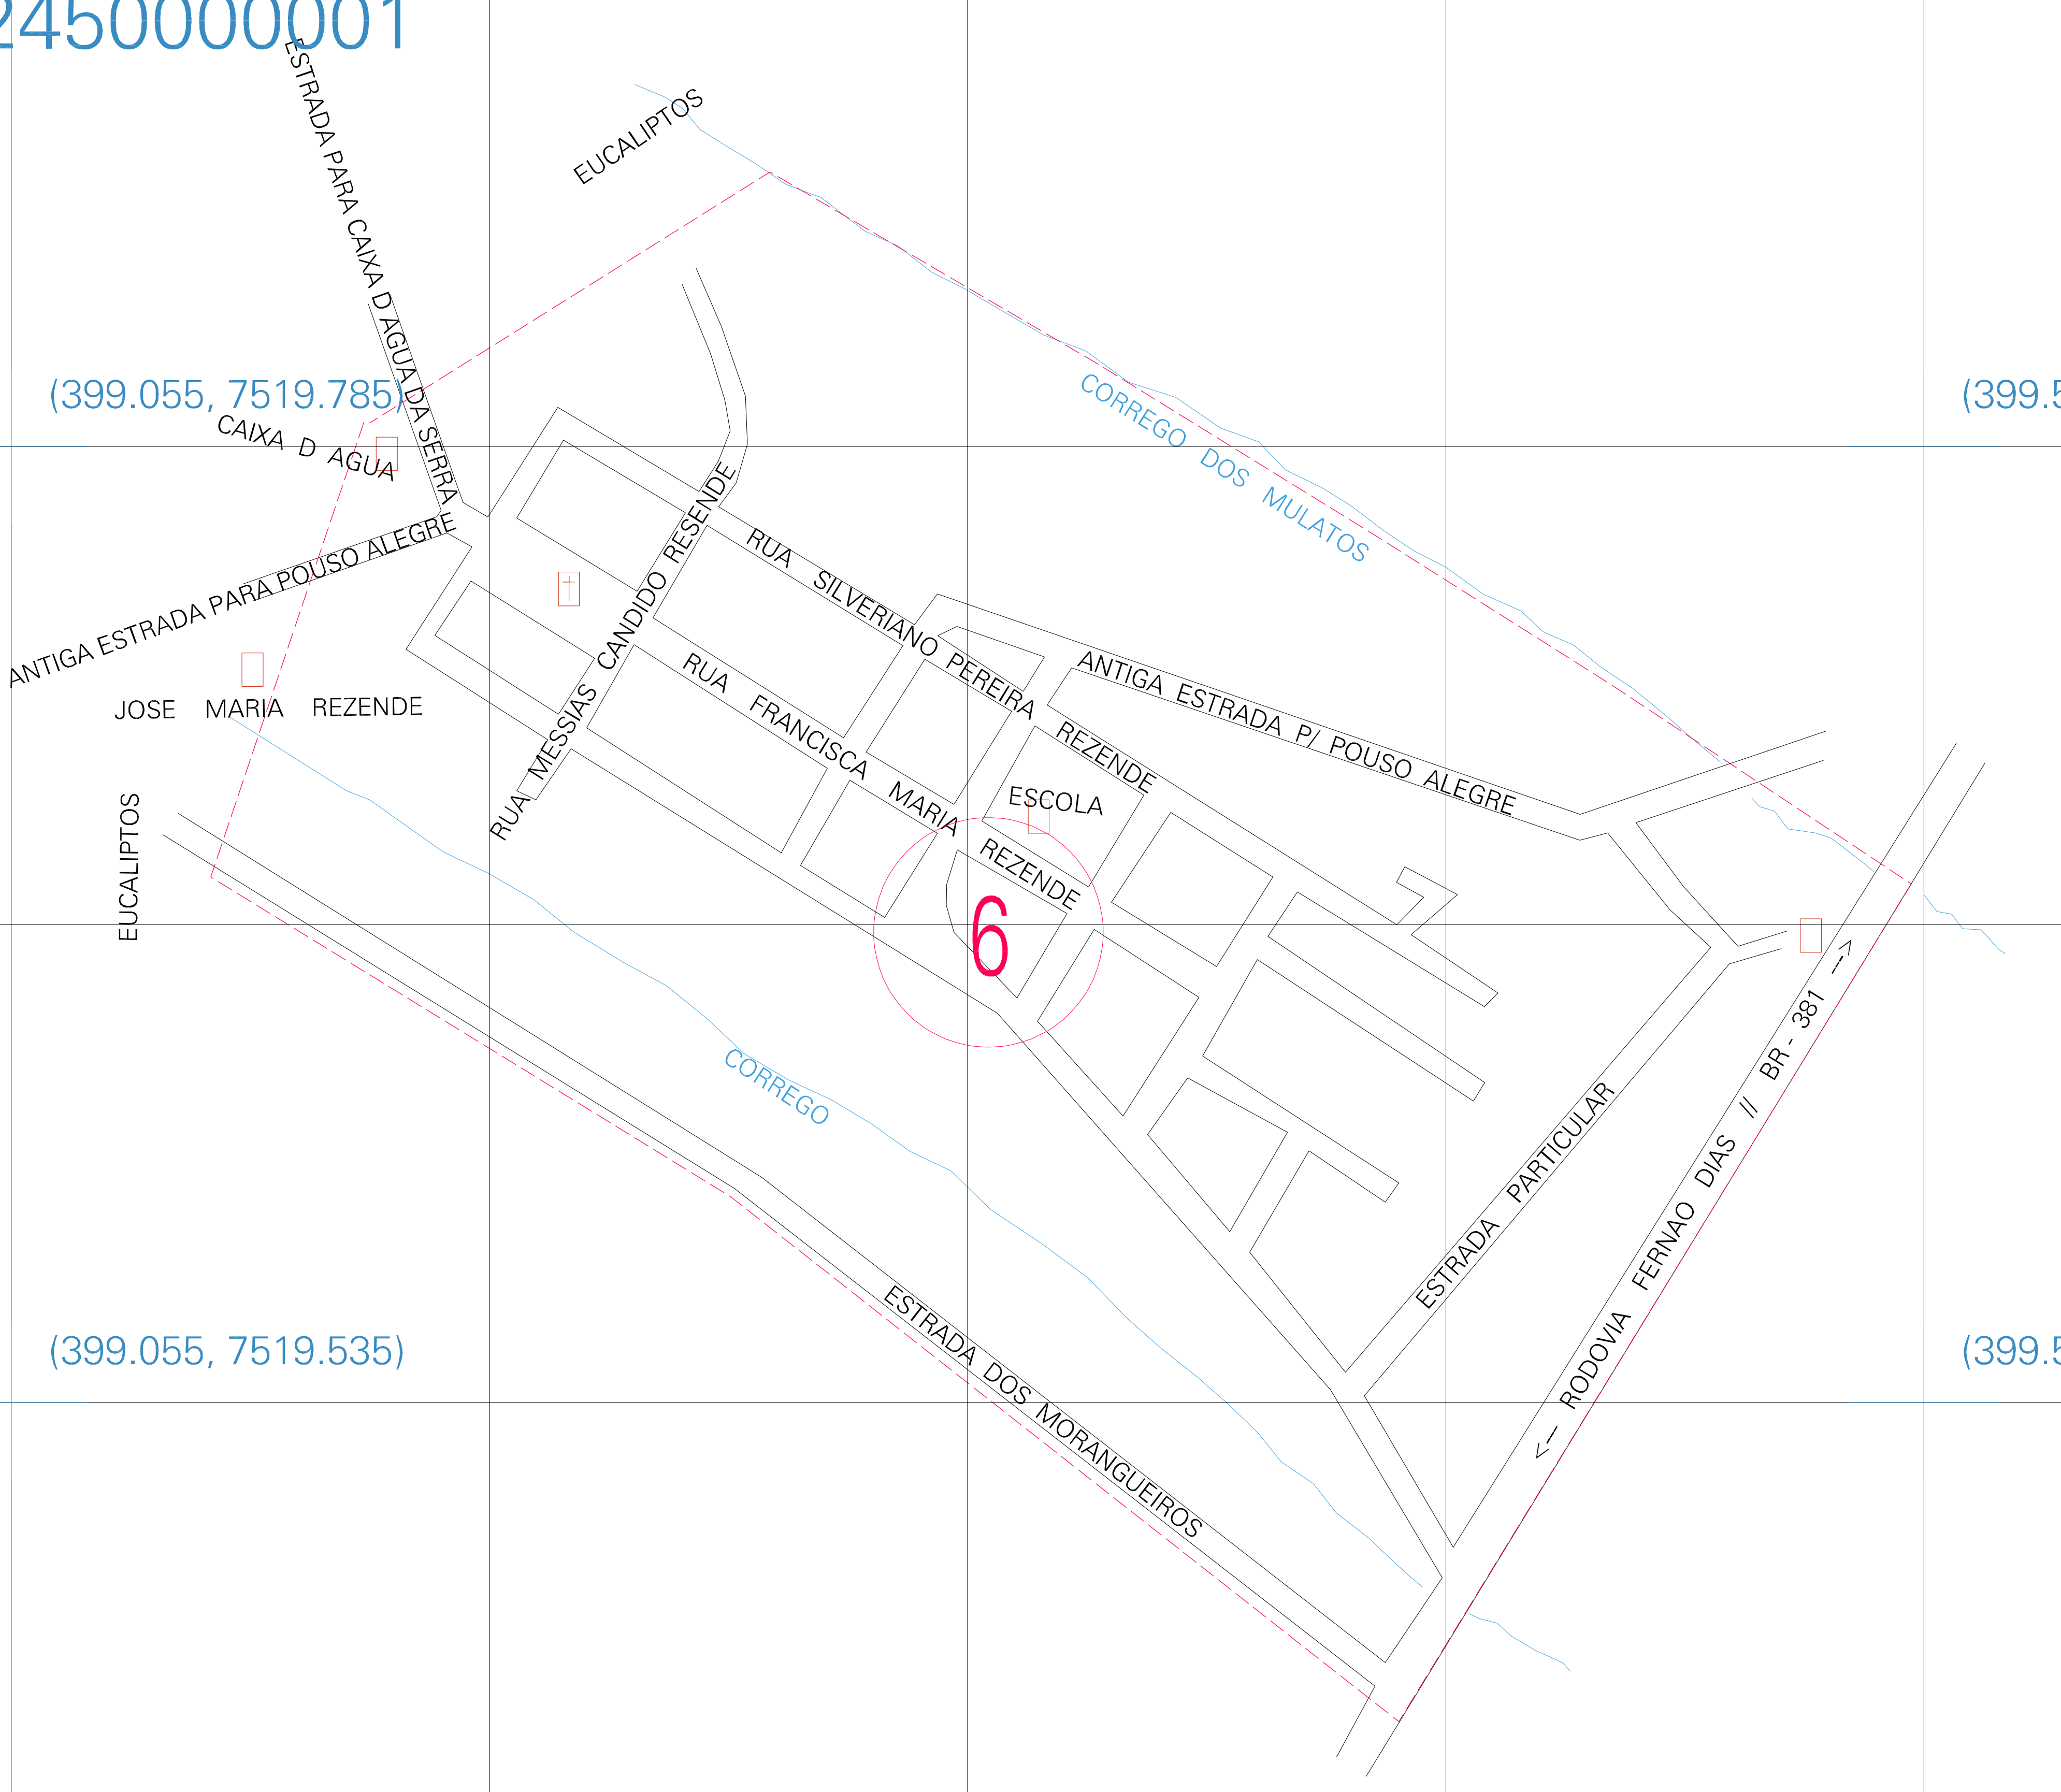 2450000001
ESTRADA PARA CAIXA D AGUA DA SERRA
EUCALIPTOS
(399.055, 7519.785)
(399.5
CAIXA D AGUA
CORREGO DOS MULATOS
ANTIGA ESTRADA PARA POUSO ALEGRE
RUA MESSIAS CANDIDO RESENDE
RUA SILVERIANO PEREIRA REZENDE
ANTIGA ESTRADA P/ POUSO ALEGRE
JOSE MARIA REZENDE
RUA FRANCISCA MARIA REZENDE
ESCOLA
EUCALIPTOS
6
CORREGO
ESTRADA PARTICULAR
<-- RODOVIA FERNAO DIAS // BR - 381 -->
(399.055, 7519.535)
(399.5
ESTRADA DOS MORANGUEIROS